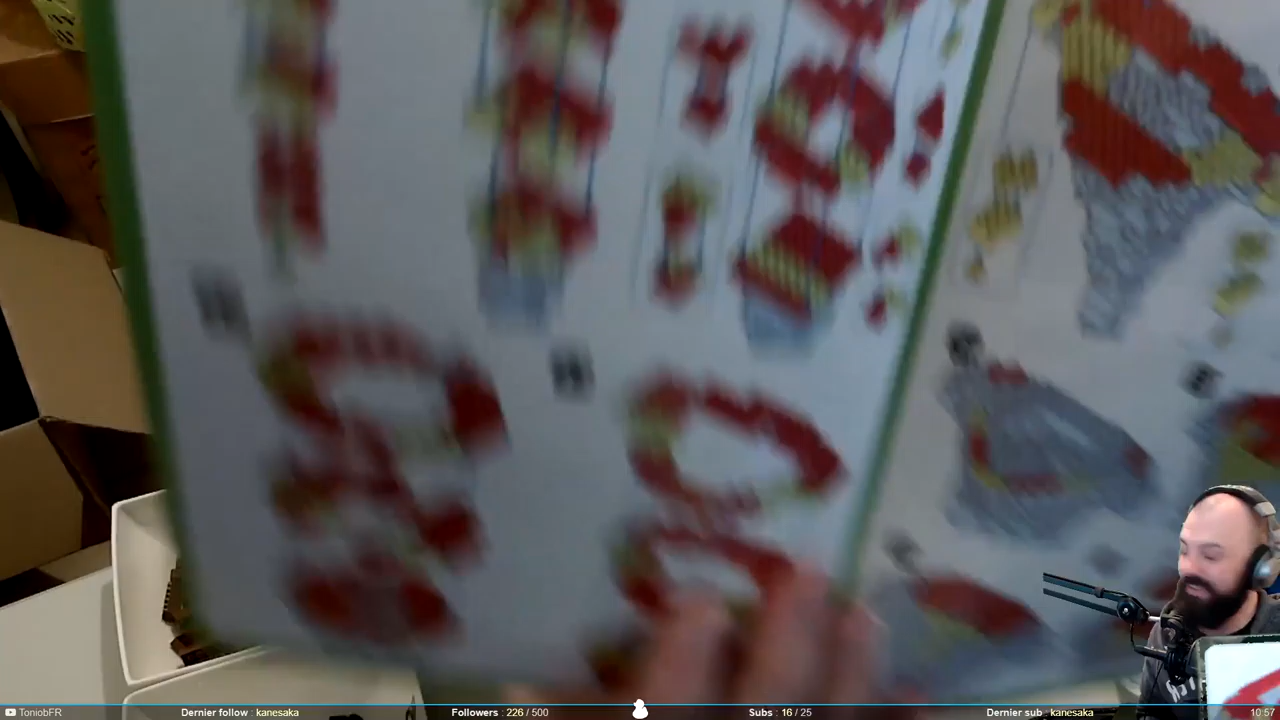 ToniobFR
Dernier follow : kanesaka
Followers : 226 / 500
Subs : 16 / 25
Dernier sub : kanesaka
10:57